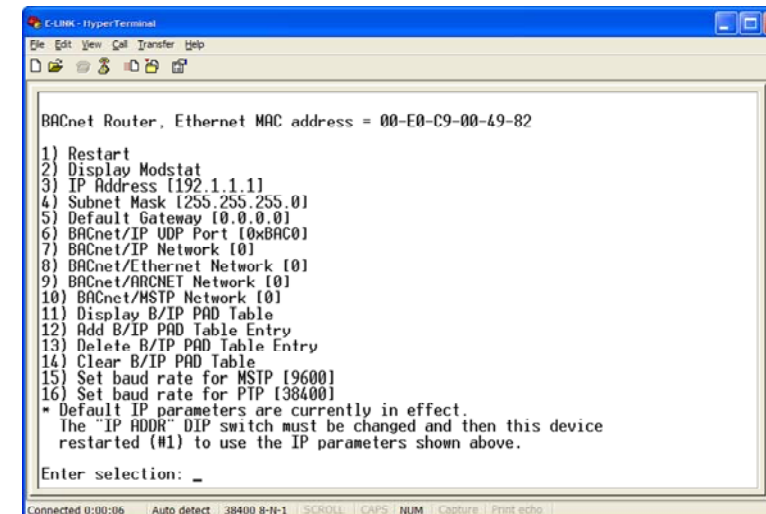 E-LINK - HyperTerminal
File Edit View Call Transfer Help
BACnet Router, Ethernet MAC address = 00-E0-C9-00-49-82
1) Restart
2) Display Modstat
3) IP Address [192.1.1.1]
4) Subnet Mask [255.255.255.0]
5) Default Gateway [0.0.0.0]
6) BACnet/IP UDP Port [0xBAC0]
7) BACnet/IP Network [0]
8) BACnet/Ethernet Network [0]
9) BACnet/ARCNET Network [0]
10) BACnet/MSTP Network [0]
11) Display B/IP PAD Table
12) Add B/IP PAD Table Entry
13) Delete B/IP PAD Table Entry
14) Clear B/IP PAD Table
15) Set baud rate for MSTP [9600]
16) Set baud rate for PTP [38400]
* Default IP parameters are currently in effect.
The "IP ADDR" DIP switch must be changed and then this device
restarted (#1) to use the IP parameters shown above.
Enter selection: _
Connected 0:00:06 Auto detect 38400 8-N-1 SCROLL CAPS NUM Capture Print echo